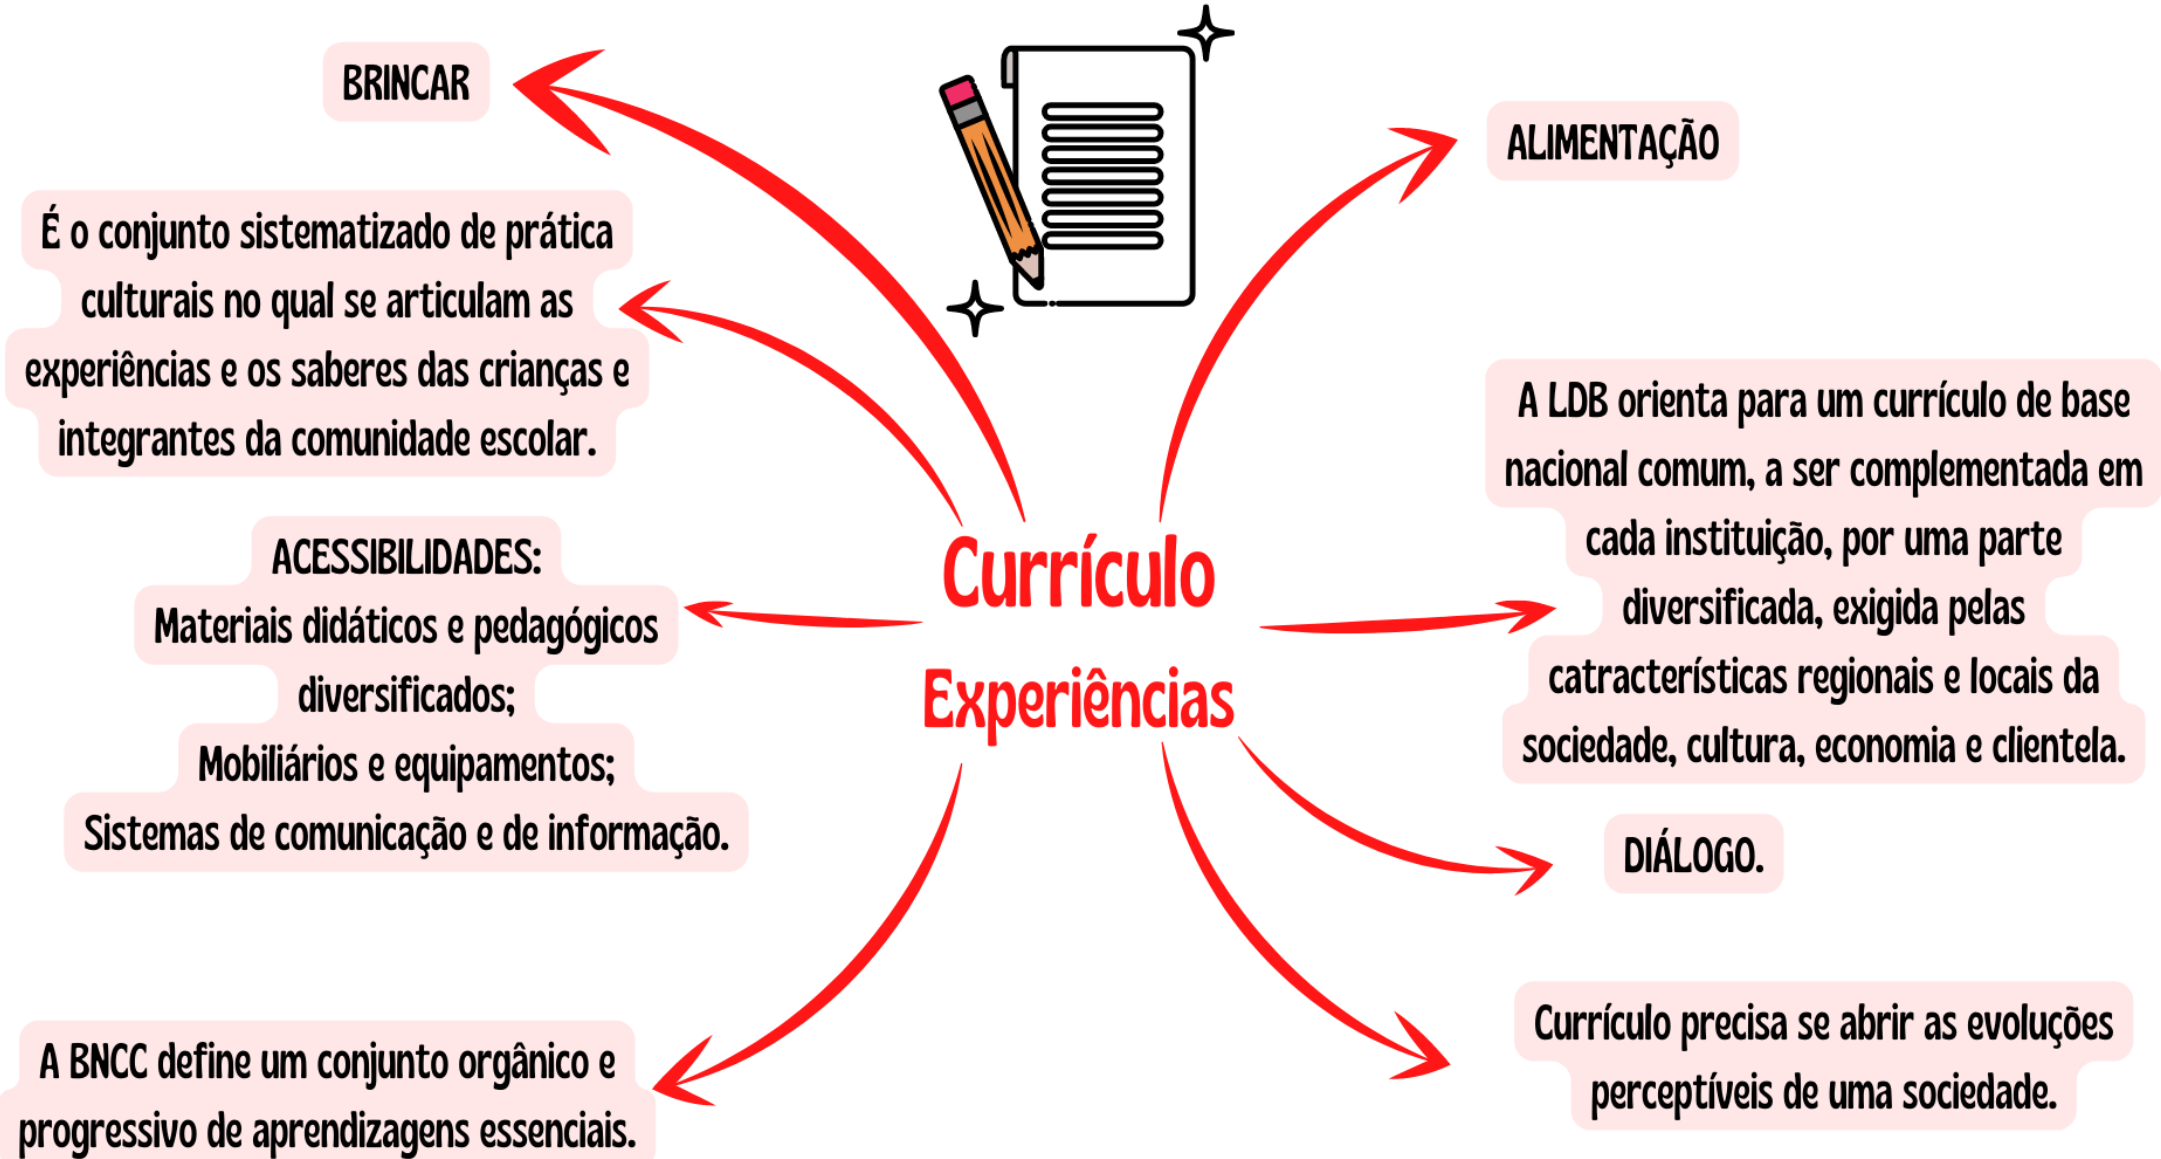 BRINCAR
É o conjunto sistematizado de prática
culturais no qual se articulam as
experiências e os saberes das crianças e
integrantes da comunidade escolar.
ACESSIBILIDADES:
Materiais didáticos e pedagógicos
diversificados;
Mobiliários e equipamentos;
Sistemas de comunicação e de informação.
A BNCC define um conjunto orgânico e
progressivo de aprendizagens essenciais.
Currículo
Experiências
ALIMENTAÇÃO
A LDB orienta para um currículo de base
nacional comum, a ser complementada em
cada instituição, por uma parte
diversificada, exigida pelas
catracterísticas regionais e locais da
sociedade, cultura, economia e clientela.
DIÁLOGO.
Currículo precisa se abrir as evoluções
perceptíveis de uma sociedade.